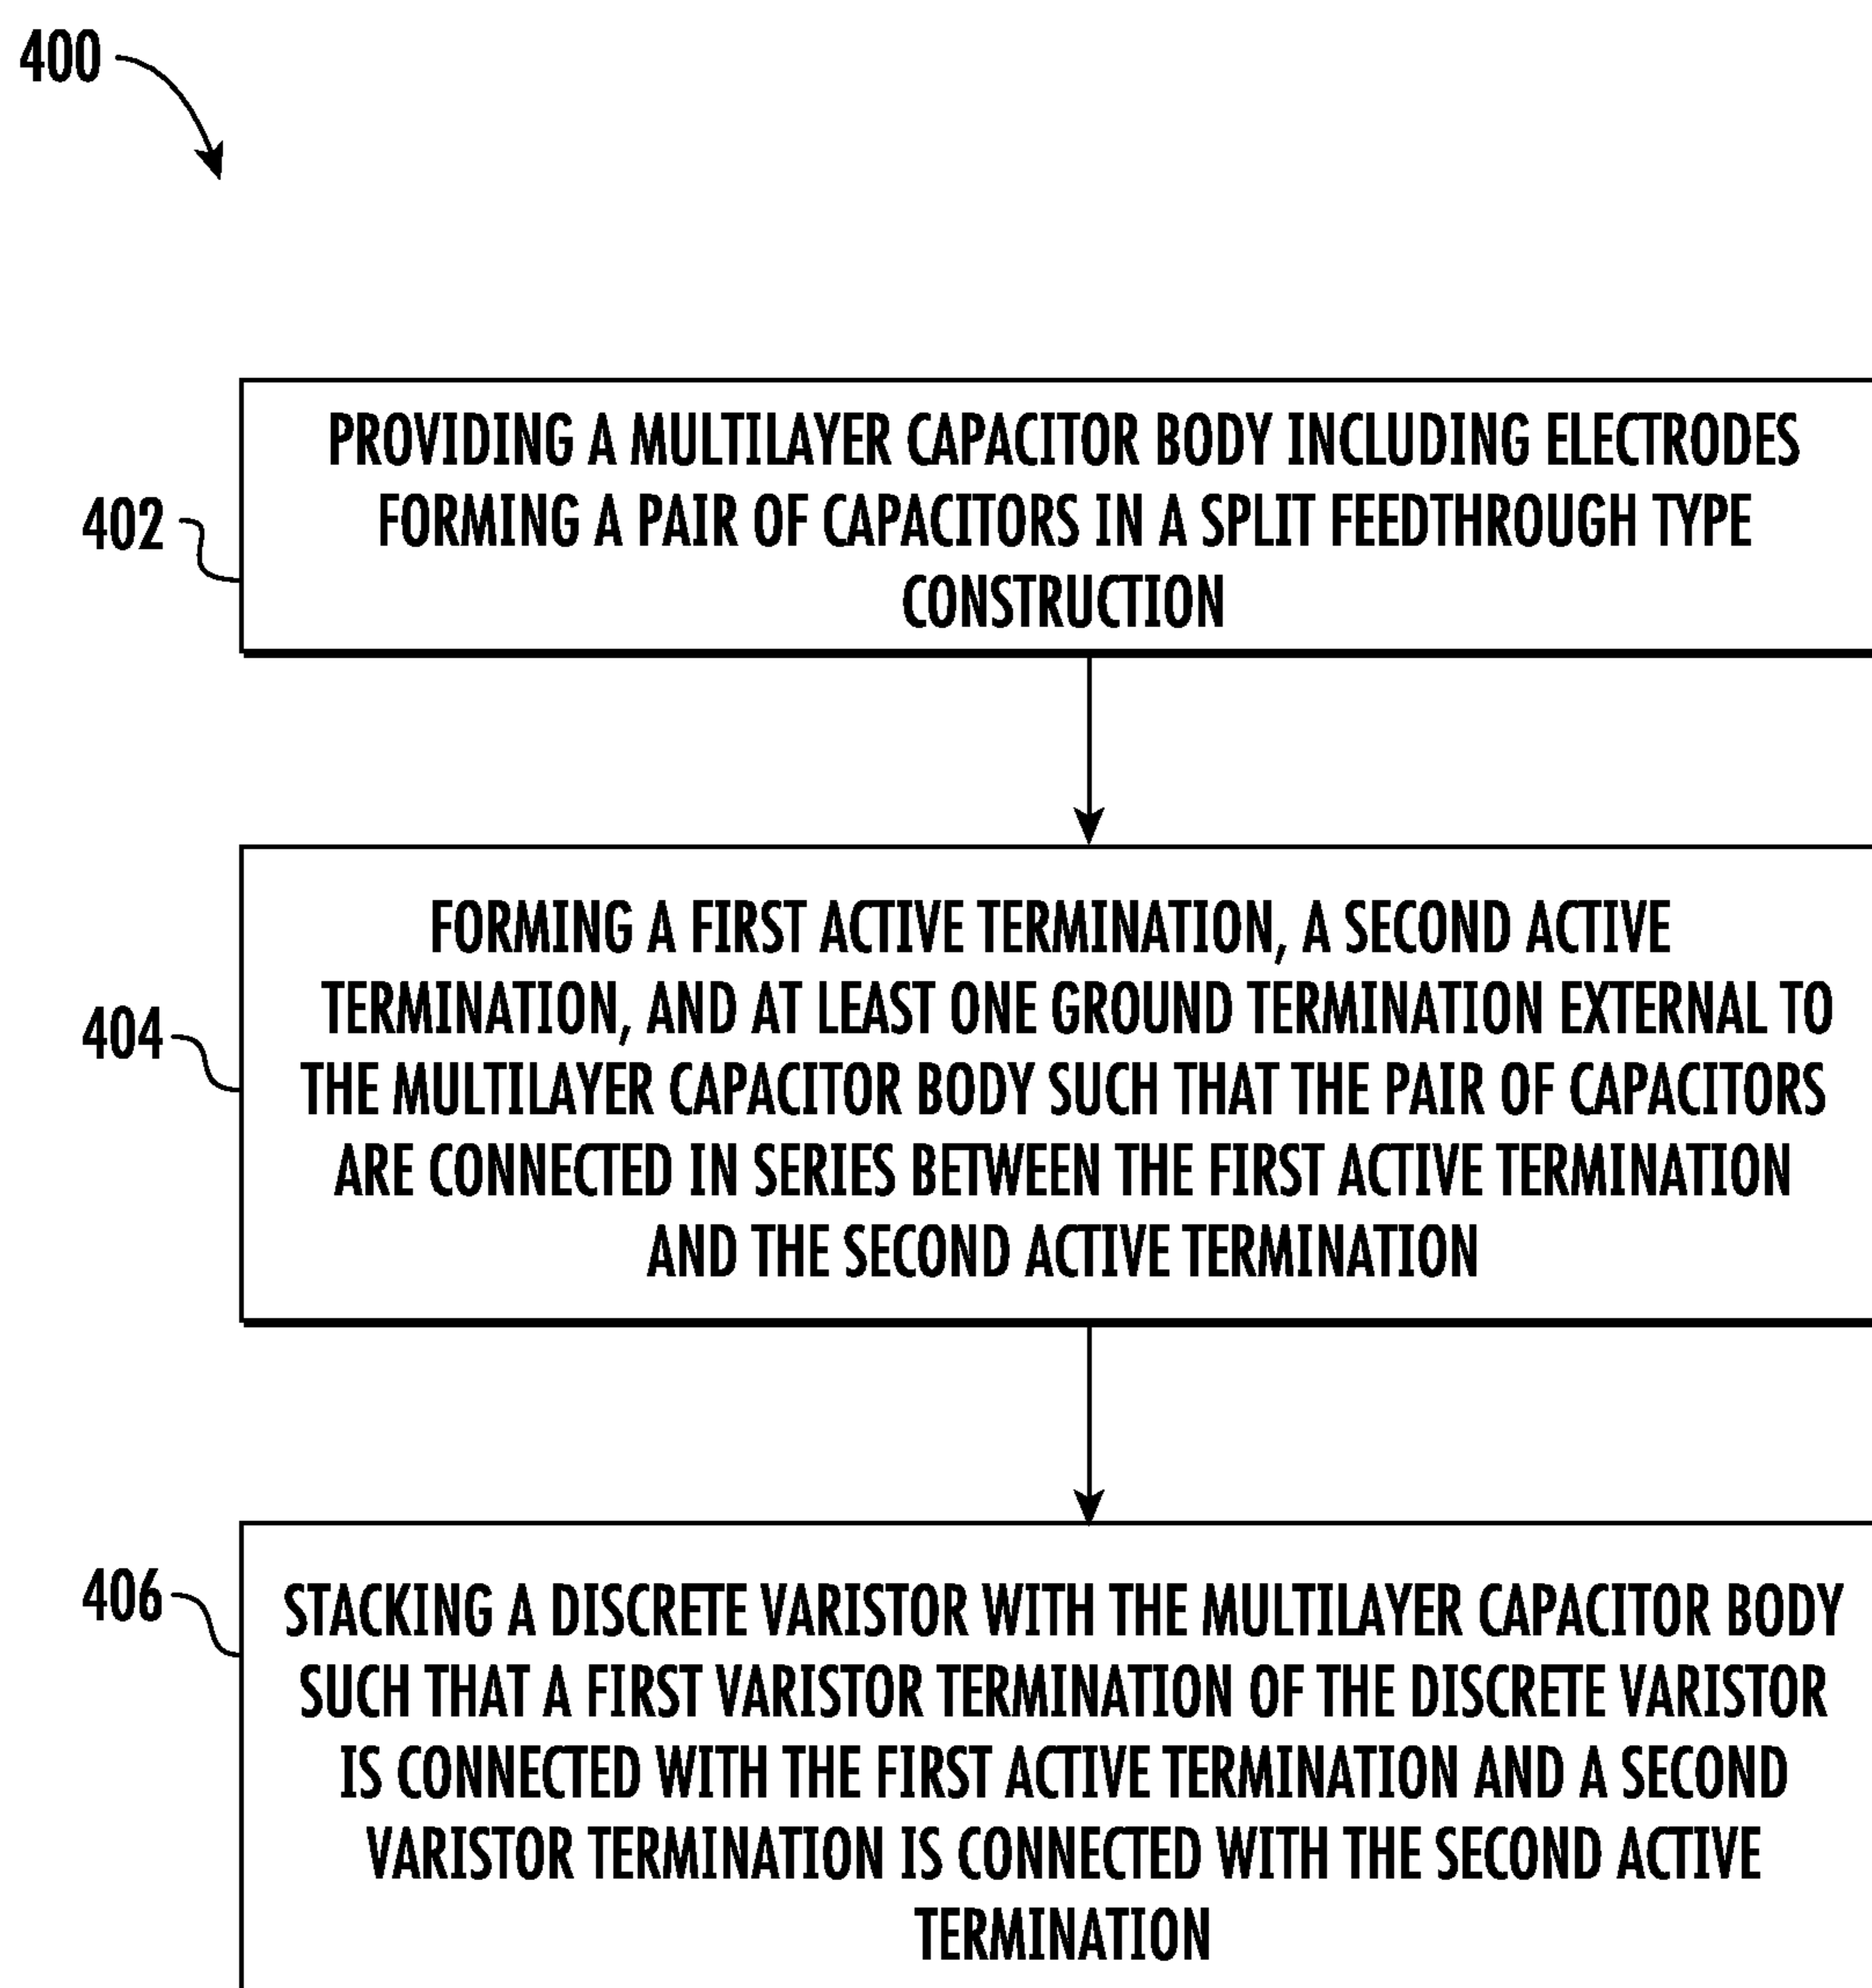 400
PROVIDING A MULTILAYER CAPACITOR BODY INCLUDING ELECTRODES
FORMING A PAIR OF CAPACITORS IN A SPLIT FEEDTHROUGH TYPE
CONSTRUCTION
402
FORMING A FIRST ACTIVE TERMINATION, A SECOND ACTIVE
TERMINATION, AND AT LEAST ONE GROUND TERMINATION EXTERNAL TO
THE MULTILAYER CAPACITOR BODY SUCH THAT THE PAIR OF CAPACITORS
ARE CONNECTED IN SERIES BETWEEN THE FIRST ACTIVE TERMINATION
AND THE SECOND ACTIVE TERMINATION
404
STACKING A DISCRETE VARISTOR WITH THE MULTILAYER CAPACITOR BODY
SUCH THAT A FIRST VARISTOR TERMINATION OF THE DISCRETE VARISTOR
IS CONNECTED WITH THE FIRST ACTIVE TERMINATION AND A SECOND
VARISTOR TERMINATION IS CONNECTED WITH THE SECOND ACTIVE
TERMINATION
406